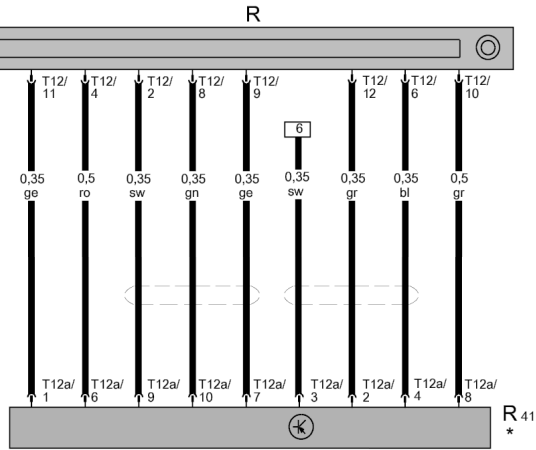 R
T12/ T12/ T12/ T12/ T12/ T12/ T12/ T12/
11 4 2 8 9 12 6 10
6
0,35 0,5 0,35 0,35 0,35 0,35 0,35 0,35 0,5
ge ro sw gn ge sw gr bl gr
T12a/ T12a/ T12a/ T12a/ T12a/ T12a/ T12a/ T12a/ T12a/
1 6 9 10 7 3 2 4 8
R 41
*